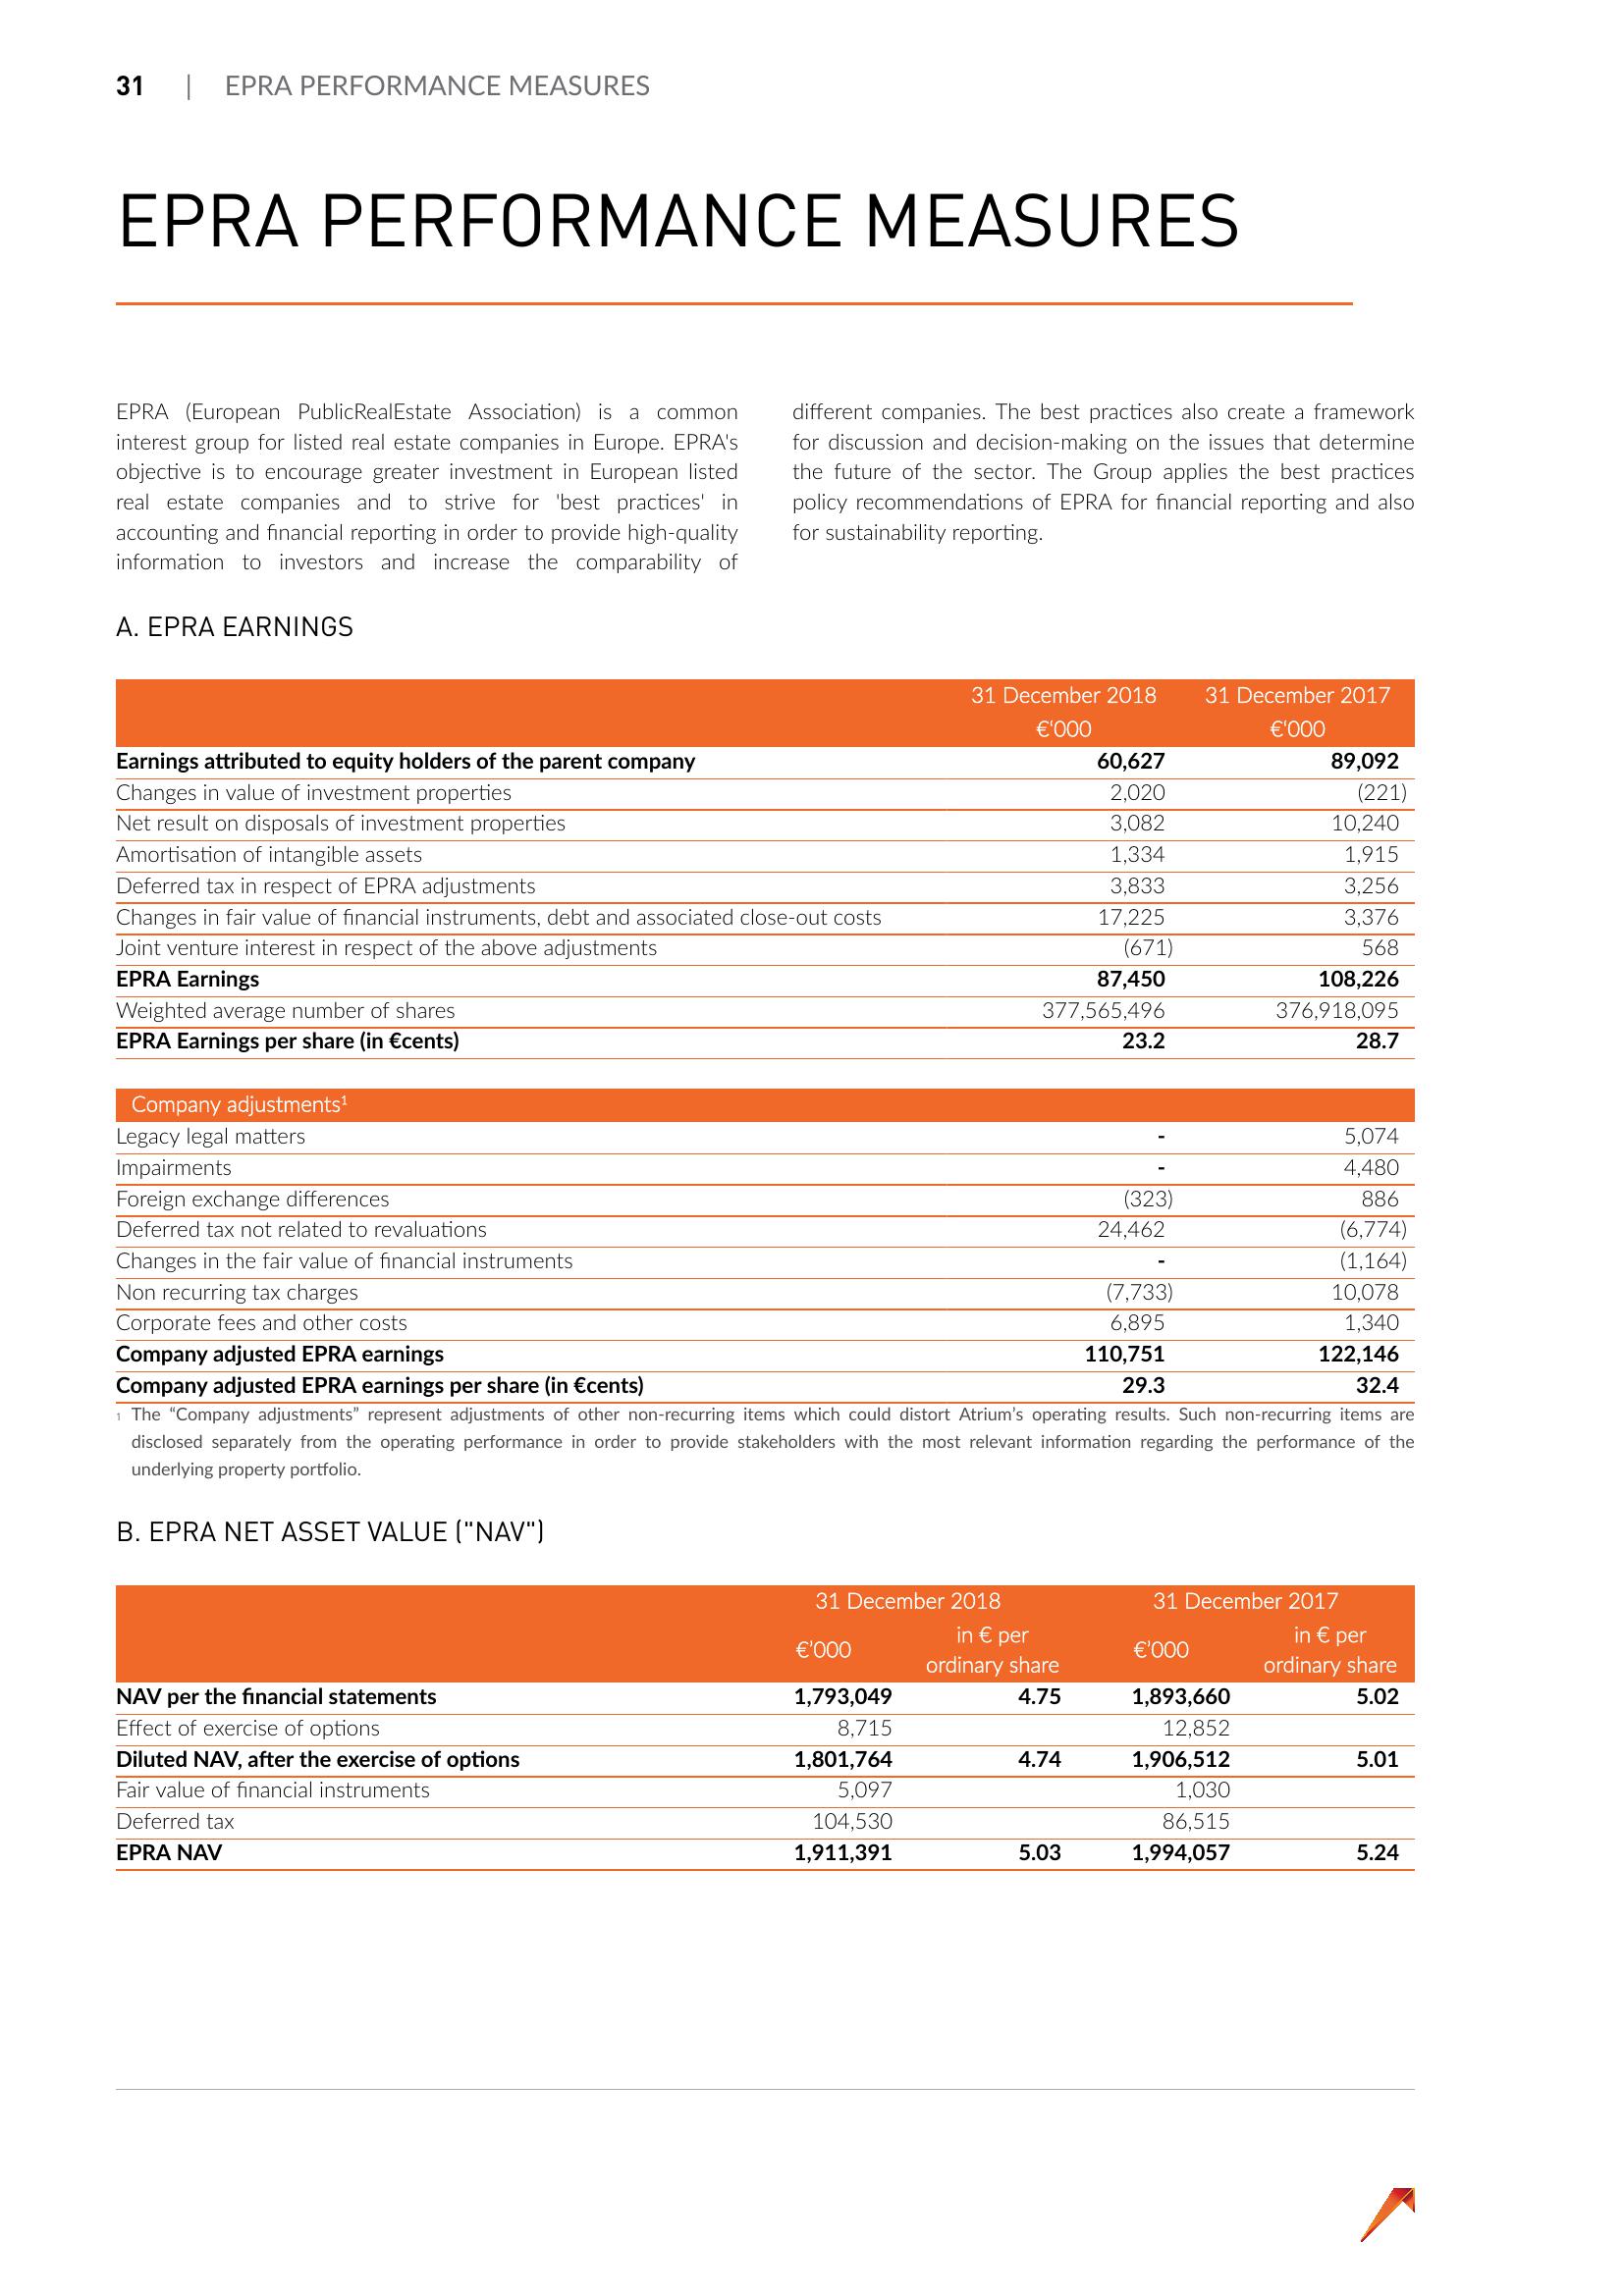 31 | EPRA PERFORMANCE MEASURES
EPRA PERFORMANCE MEASURES
EPRA (European PublicRealEstate Association) is a common
interest group for listed real estate companies in Europe. EPRA's
objective is to encourage greater investment in European listed
real estate companies and to strive for 'best practices' in
accounting and financial reporting in order to provide high-quality
information to investors and increase the comparability of
different companies. The best practices also create a framework
for discussion and decision-making on the issues that determine
the future of the sector. The Group applies the best practices
policy recommendations of EPRA for financial reporting and also
for sustainability reporting.
A. EPRA EARNINGS
31 December 2018 31 December 2017
€'000 €'000
Earnings attributed to equity holders of the parent company 60,627 89,092
Changes in value of investment properties 2,020 (221)
Net result on disposals of investment properties 3,082 10,240
Amortisation of intangible assets 1,334 1,915
Deferred tax in respect of EPRA adjustments 3,833 3,256
Changes in fair value of financial instruments, debt and associated close-out costs 17,225 3,376
Joint venture interest in respect of the above adjustments (671) 568
EPRA Earnings 87,450 108,226
Weighted average number of shares 377,565,496 376,918,095
EPRA Earnings per share (in €cents) 23.2 28.7
Company adjustments¹
Legacy legal matters - 5,074
Impairments - 4,480
Foreign exchange differences (323) 886
Deferred tax not related to revaluations 24,462 (6,774)
Changes in the fair value of financial instruments - (1,164)
Non recurring tax charges (7,733) 10,078
Corporate fees and other costs 6,895 1,340
Company adjusted EPRA earnings 110,751 122,146
Company adjusted EPRA earnings per share (in €cents) 29.3 32.4
1 The “Company adjustments” represent adjustments of other non-recurring items which could distort Atrium’s operating results. Such non-recurring items are
disclosed separately from the operating performance in order to provide stakeholders with the most relevant information regarding the performance of the
underlying property portfolio.
B. EPRA NET ASSET VALUE ("NAV")
31 December 2018 31 December 2017
€'000 in € per ordinary share €'000 in € per ordinary share
NAV per the financial statements 1,793,049 4.75 1,893,660 5.02
Effect of exercise of options 8,715 12,852
Diluted NAV, after the exercise of options 1,801,764 4.74 1,906,512 5.01
Fair value of financial instruments 5,097 1,030
Deferred tax 104,530 86,515
EPRA NAV 1,911,391 5.03 1,994,057 5.24